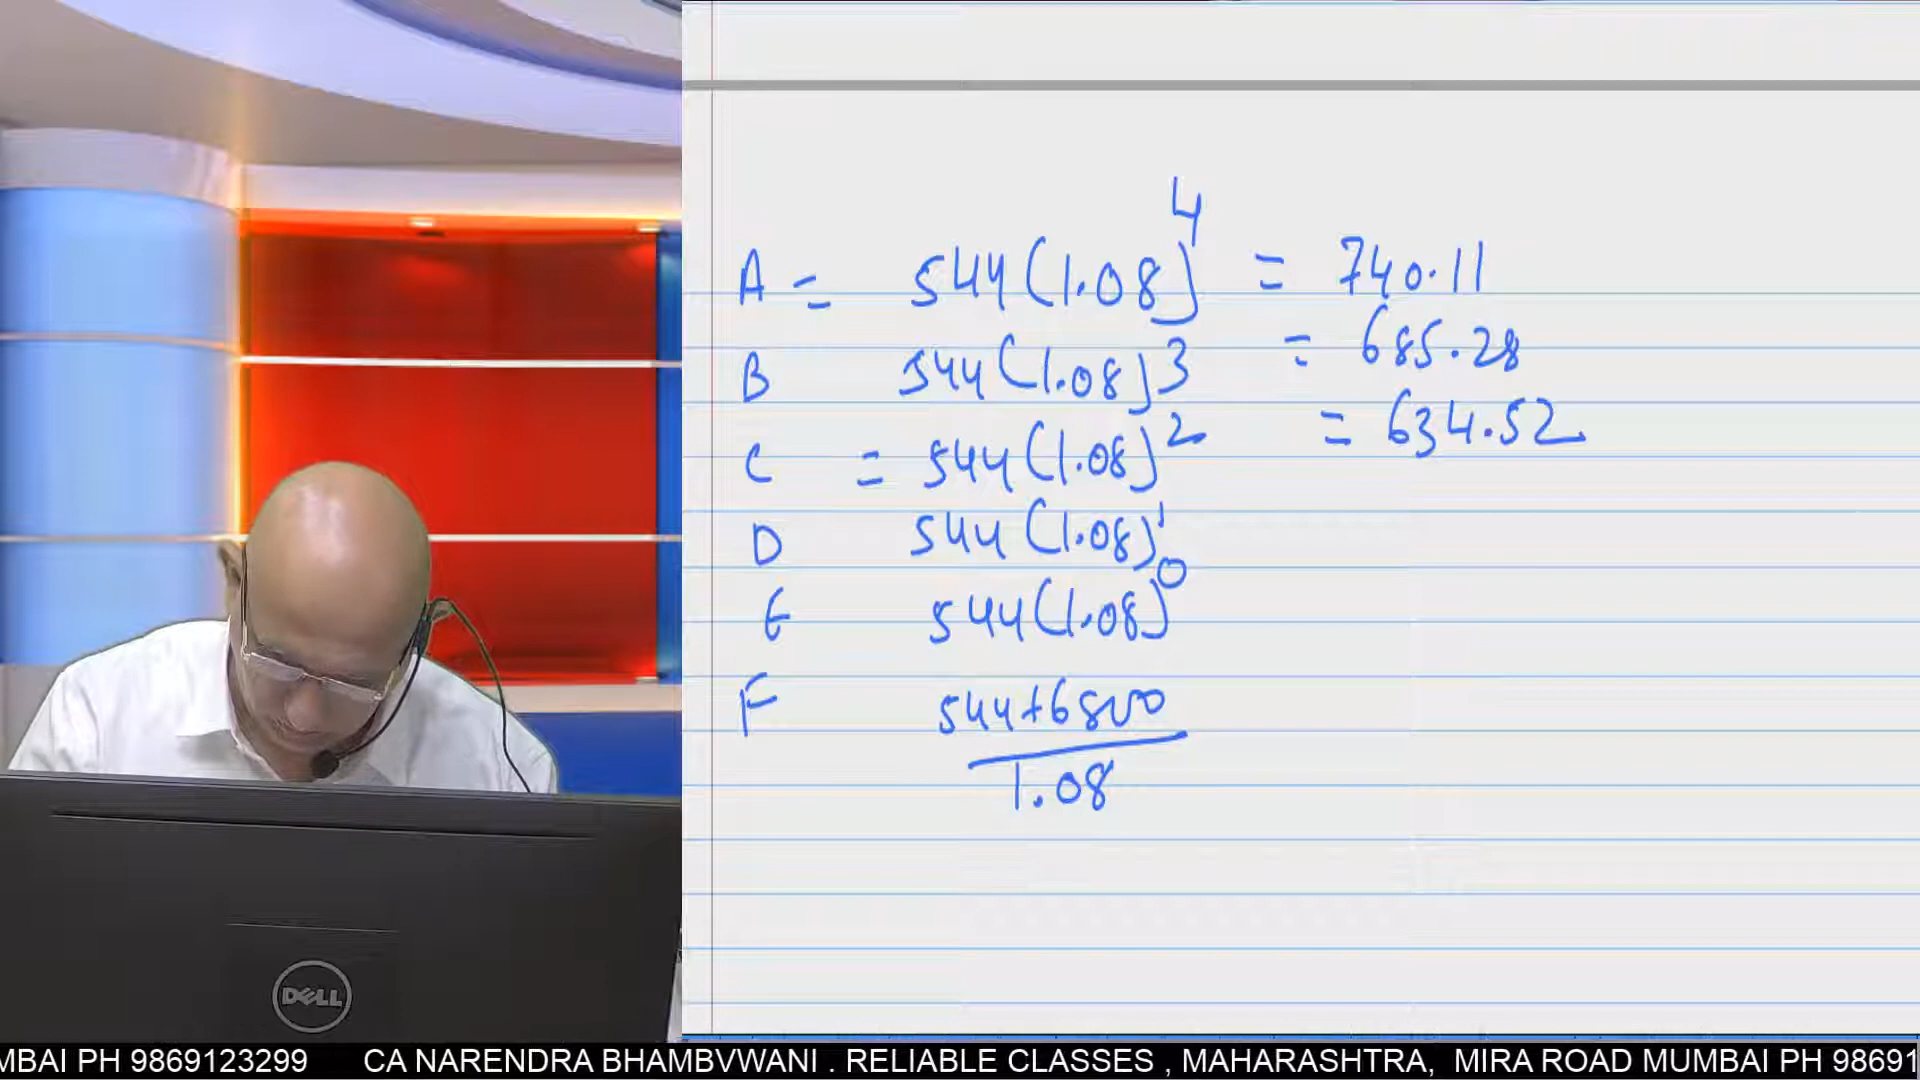 A = 544(1.08)^4 = 740.11
B 544(1.08)^3 = 685.28
C = 544(1.08)^2 = 634.52
D 544(1.08)^1
E 544(1.08)^0
F 544+6800
1.08
DELL
MBAI PH 9869123299 CA NARENDRA BHAMBVWANI . RELIABLE CLASSES , MAHARASHTRA, MIRA ROAD MUMBAI PH 98691